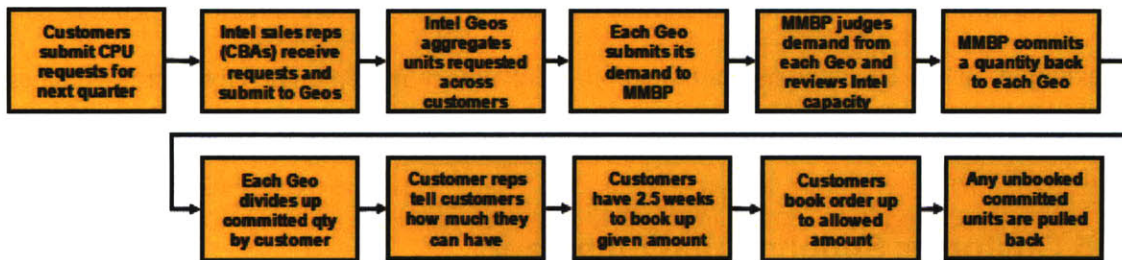 Customers
submit CPU
requests for
next quarter
Intel sales reps
(CBAs) receive
requests and
submit to Geos
Intel Geos
aggregates
units requested
across
customers
Each Geo
submits its
demand to
MMBP
MMBP judges
demand from
each Geo and
reviews Intel
capacity
MMBP commits
a quantity back
to each Geo
Each Geo
divides up
committed qty
by customer
Customer reps
tell customers
how much they
can have
Customers
have 2.5 weeks
to book up
given amount
Customers
book order up
to allowed
amount
Any unbooked
committed
units are pulled
back